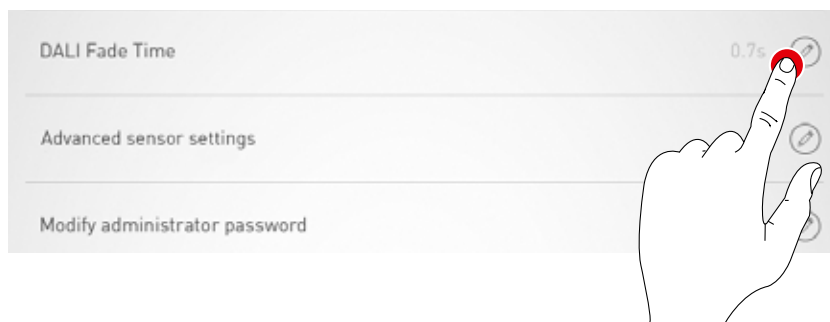 DALI Fade Time 0.7s
Advanced sensor settings
Modify administrator password